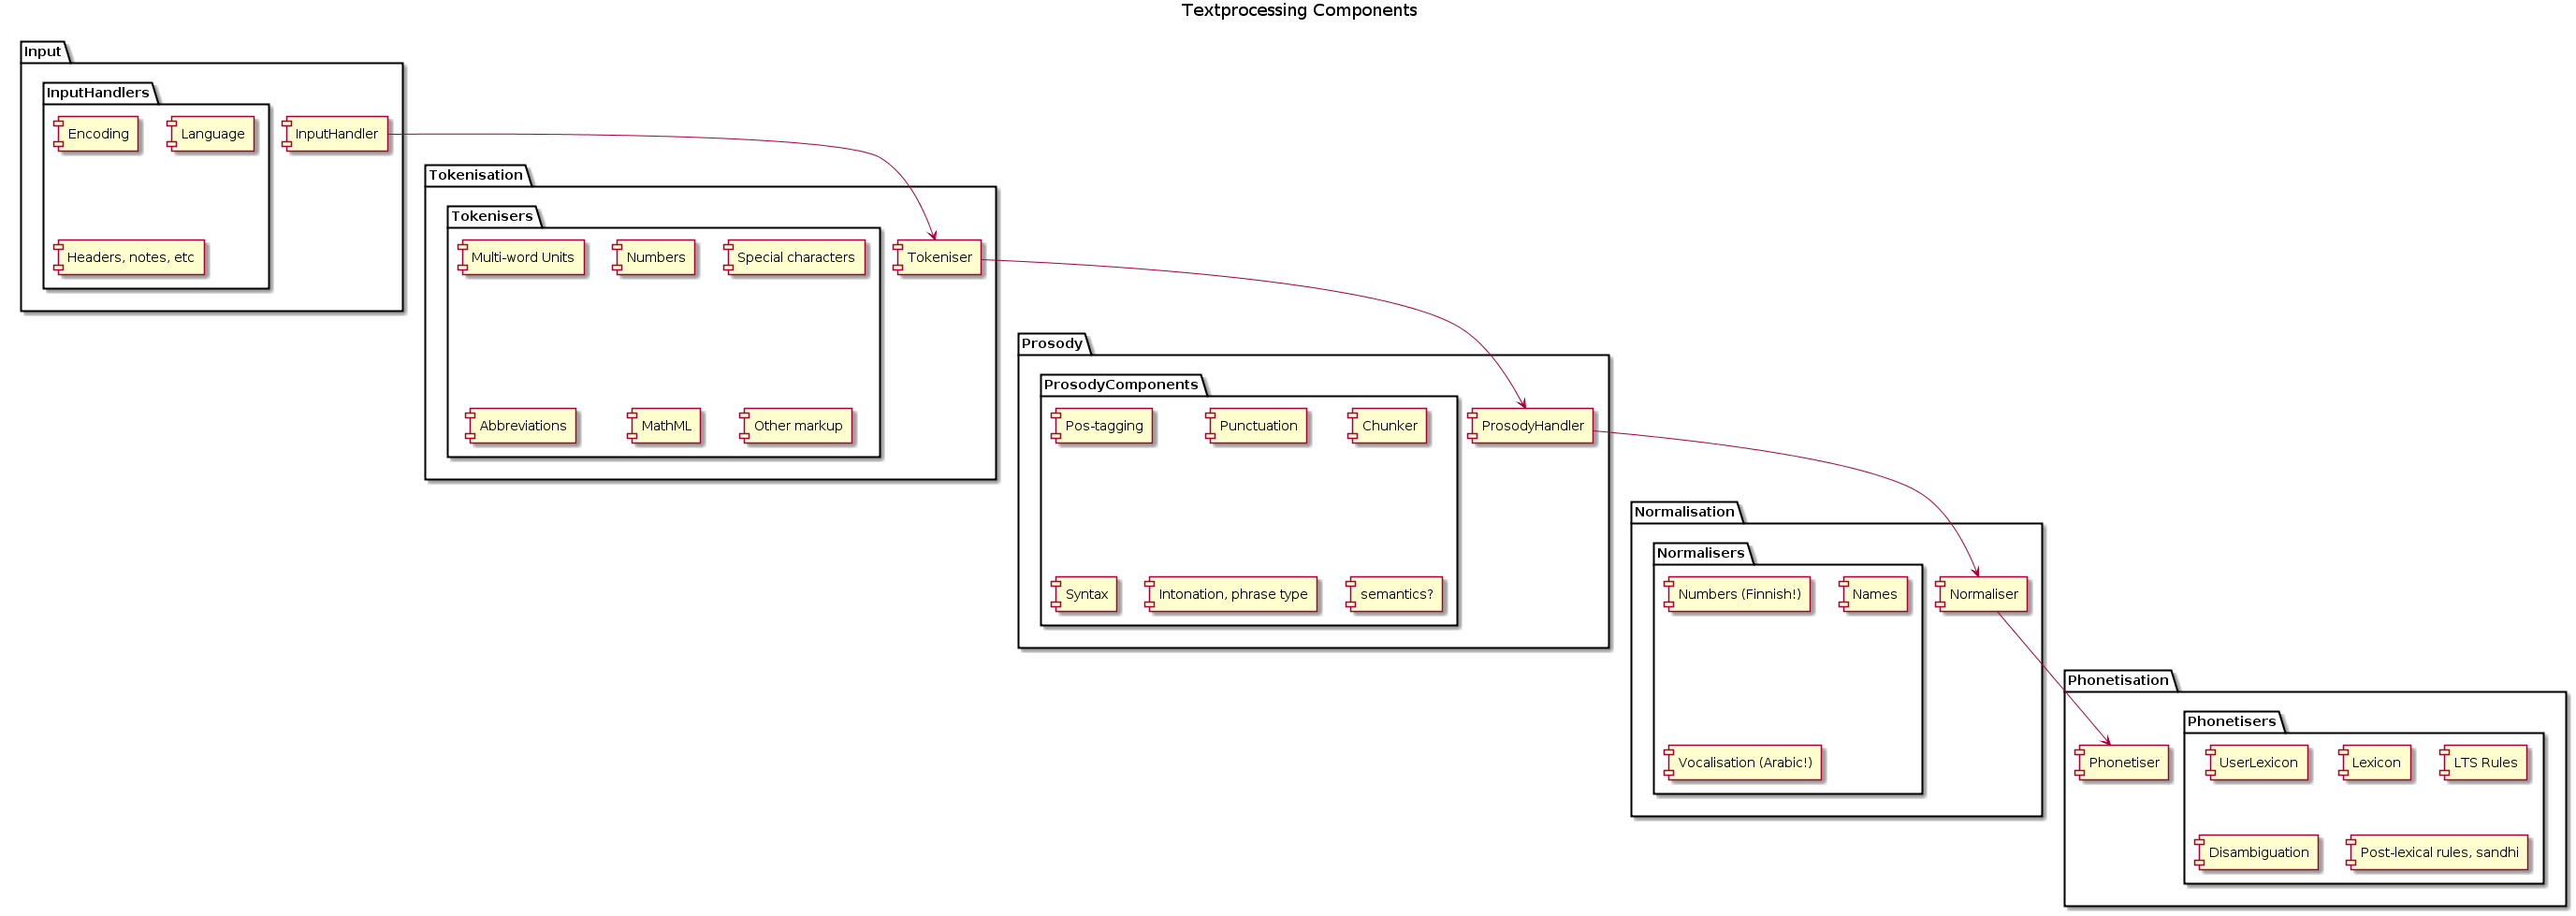 Textprocessing Components
Input
InputHandlers
Encoding
Language
InputHandler
Headers, notes, etc
Tokenisation
Tokenisers
Multi-word Units
Numbers
Special characters
Tokeniser
Abbreviations
MathML
Other markup
Prosody
ProsodyComponents
Pos-tagging
Punctuation
Chunker
ProsodyHandler
Syntax
Intonation, phrase type
semantics?
Normalisation
Normalisers
Numbers (Finnish!)
Names
Normaliser
Vocalisation (Arabic!)
Phonetisation
Phonetisers
Phonetiser
UserLexicon
Lexicon
LTS Rules
Disambiguation
Post-lexical rules, sandhi